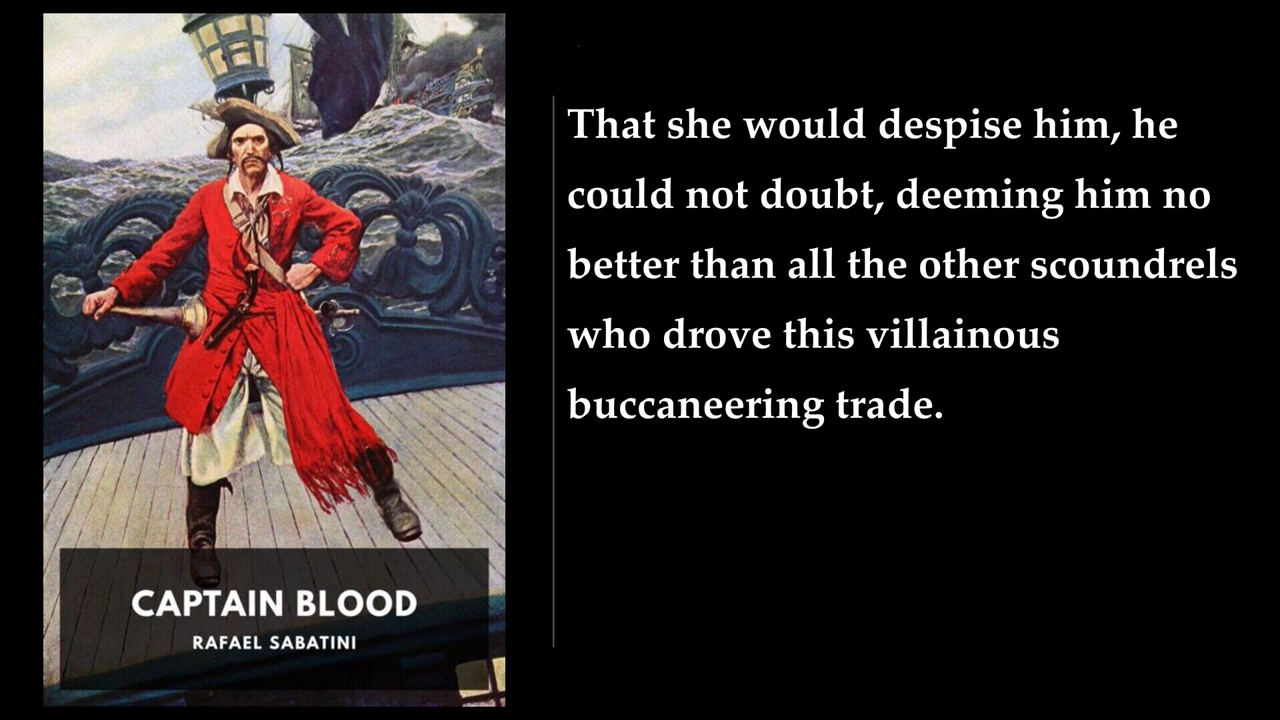 That she would despise him, he
could not doubt, deeming him no
better than all the other scoundrels
who drove this villainous
buccaneering trade.
CAPTAIN BLOOD
RAFAEL SABATINI